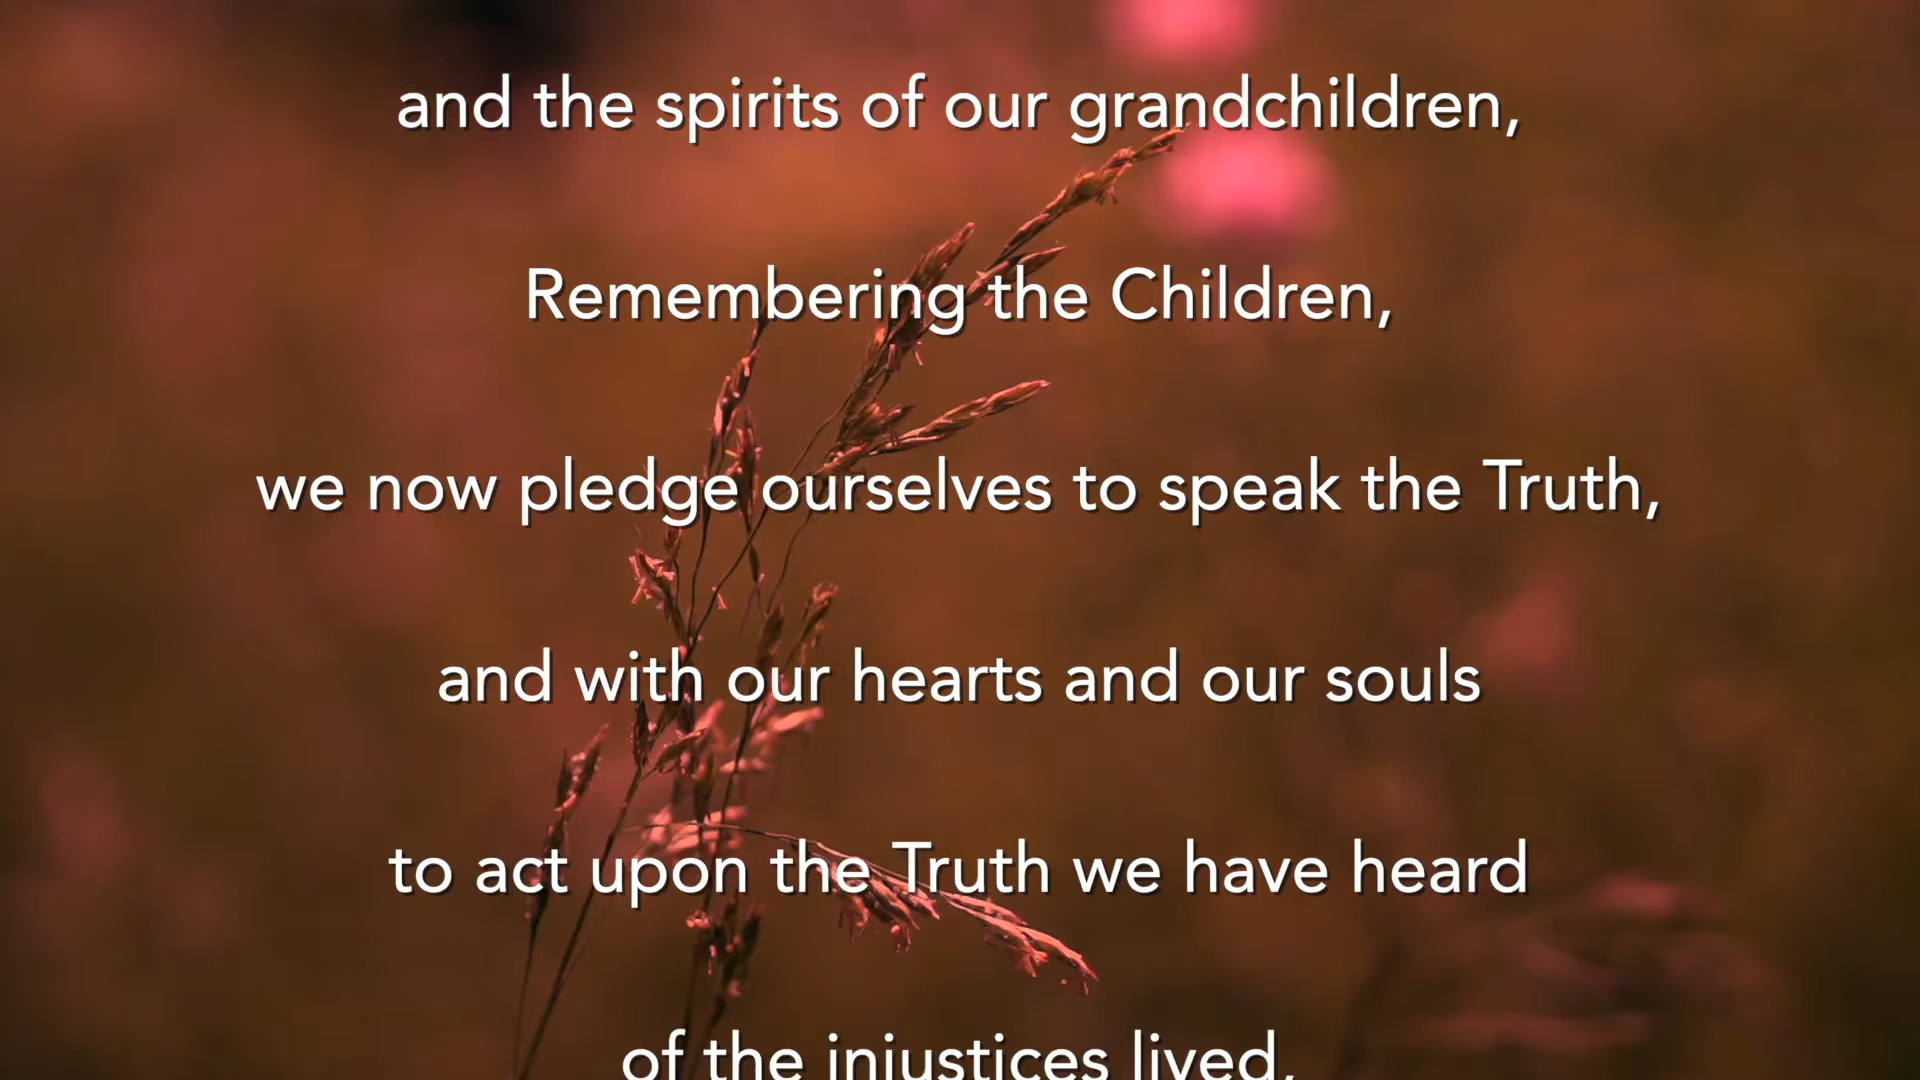 and the spirits of our grandchildren,
Remembering the Children,
we now pledge ourselves to speak the Truth,
and with our hearts and our souls
to act upon the Truth we have heard
of the injustices lived,